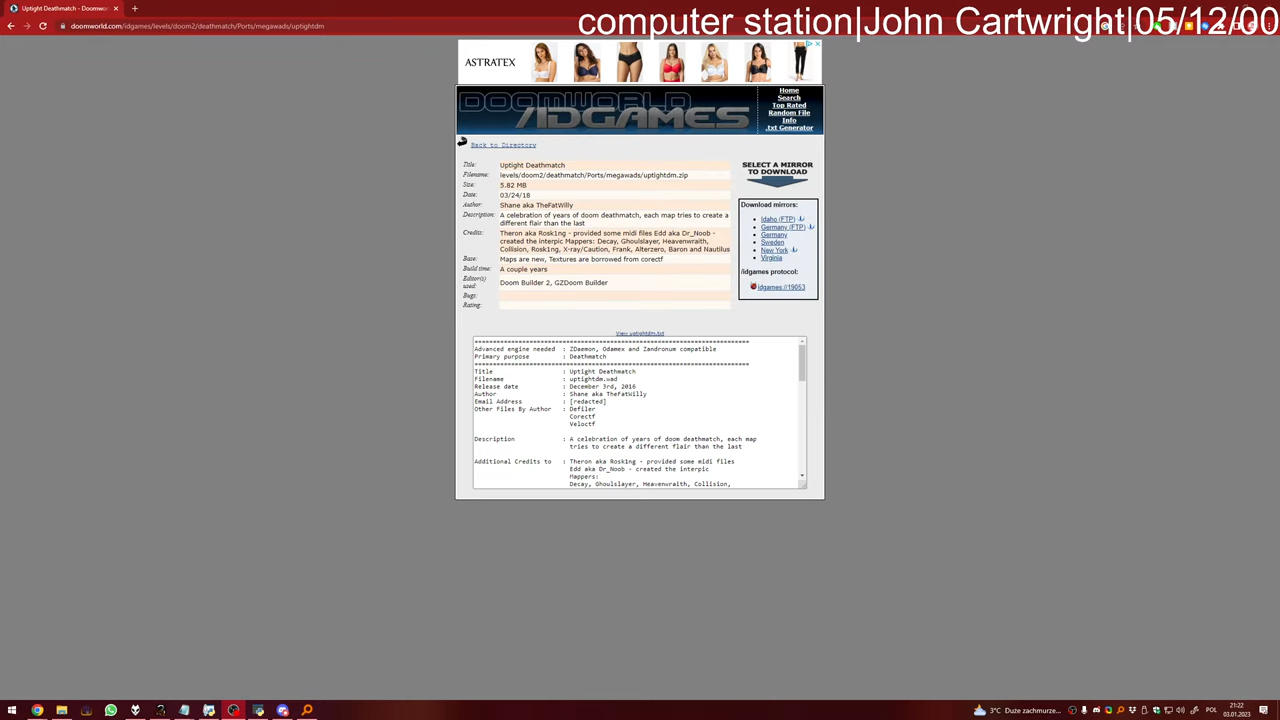 Uptight Deathmatch - Doomwo
computer station|John Cartwright|05/12/00
doomworld.com/idgames/levels/doom2/deathmatch/Ports/megawads/uptightdm
ASTRATEX
DOOMWORLD
/IDGAMES
Home
Search
Top Rated
Random File
Info
.txt Generator
Back to Directory
Title: Uptight Deathmatch
Filename: levels/doom2/deathmatch/Ports/megawads/uptightdm.zip
Size: 5.82 MB
Date: 03/24/18
Author: Shane aka TheFatWilly
Description: A celebration of years of doom deathmatch, each map tries to create a
different flair than the last
Credits: Theron aka Rosk1ng - provided some midi files Edd aka Dr_Noob -
created the interpic Mappers: Decay, Ghoulslayer, Heavenwraith,
Collision, Rosk1ng, X-ray/Caution, Frank, Alterzero, Baron and Nautilus
Base: Maps are new, Textures are borrowed from corectf
Build time: A couple years
Editor(s)
used: Doom Builder 2, GZDoom Builder
Bugs:
Rating:
SELECT A MIRROR
TO DOWNLOAD
Download mirrors:
Idaho (FTP)
Germany (FTP)
Germany
Sweden
New York
Virginia
/idgames protocol:
idgames://19053
View uptightdm.txt
===========================================================================
Advanced engine needed : ZDaemon, Odamex and Zandronum compatible
Primary purpose : Deathmatch
===========================================================================
Title : Uptight Deathmatch
Filename : uptightdm.wad
Release date : December 3rd, 2016
Author : Shane aka TheFatWilly
Email Address : [redacted]
Other Files By Author : Defiler
Corectf
Veloctf
Description : A celebration of years of doom deathmatch, each map
tries to create a different flair than the last
Additional Credits to : Theron aka Rosk1ng - provided some midi files
Edd aka Dr_Noob - created the interpic
Mappers:
Decay, Ghoulslayer, Heavenwraith, Collision,
3°C Duże zachmurze...
POL
21:22
03.01.2023